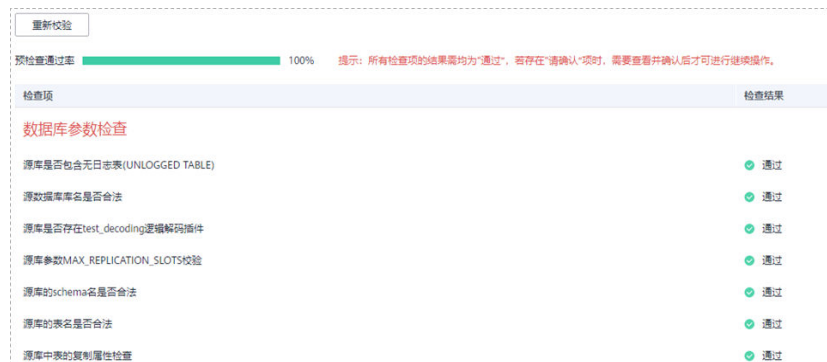 重新校验
预检查通过率 100% 提示：所有检查项的结果需均为“通过”，若存在“请确认”项时，需要查看并确认后才可进行继续操作。
检查项 检查结果
数据库参数检查
源库是否包含无日志表(UNLOGGED TABLE) 通过
源数据库库名是否合法 通过
源库是否存在test_decoding逻辑解码插件 通过
源库参数MAX_REPLICATION_SLOTS校验 通过
源库的schema名是否合法 通过
源库的表名是否合法 通过
源库中表的复制属性检查 通过